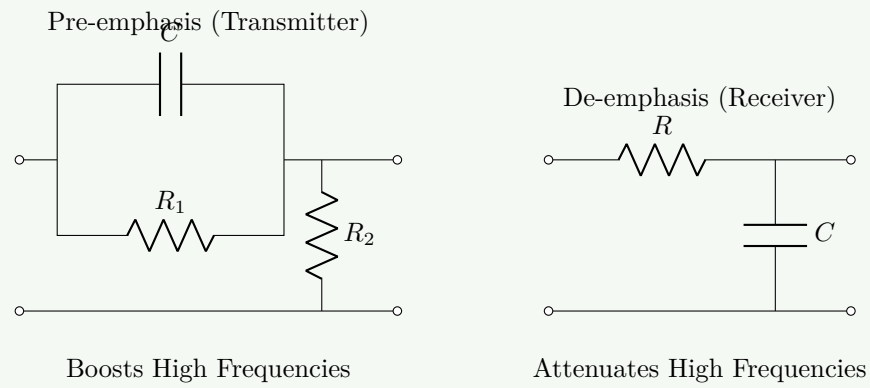 Pre-emphasis (Transmitter)
C
R₁
R₂
Boosts High Frequencies
De-emphasis (Receiver)
R
C
Attenuates High Frequencies